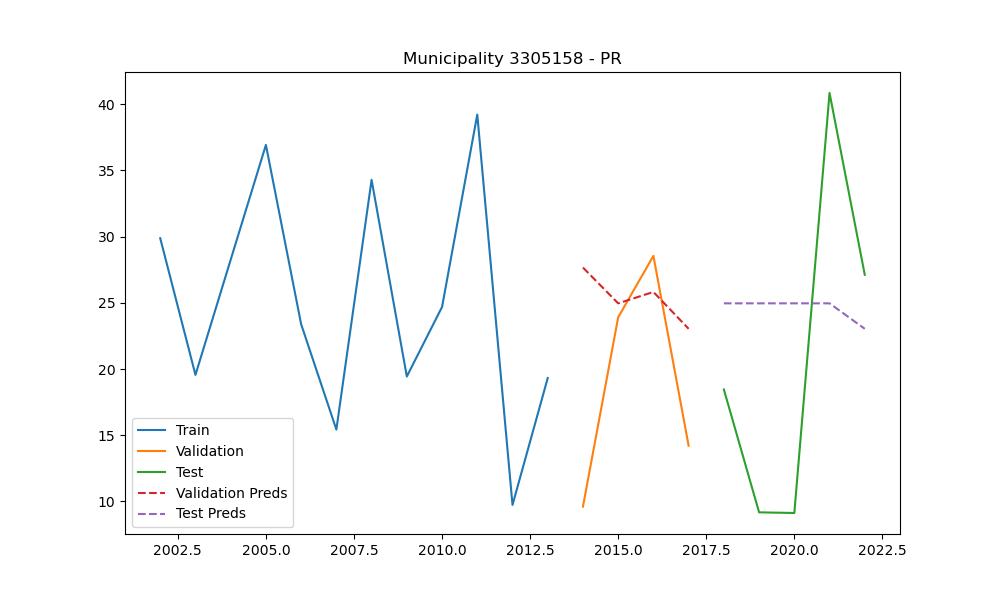 Municipality 3305158 - PR
40
35
30
25
20
15
10
Train
Validation
Test
Validation Preds
Test Preds
2002.5 2005.0 2007.5 2010.0 2012.5 2015.0 2017.5 2020.0 2022.5